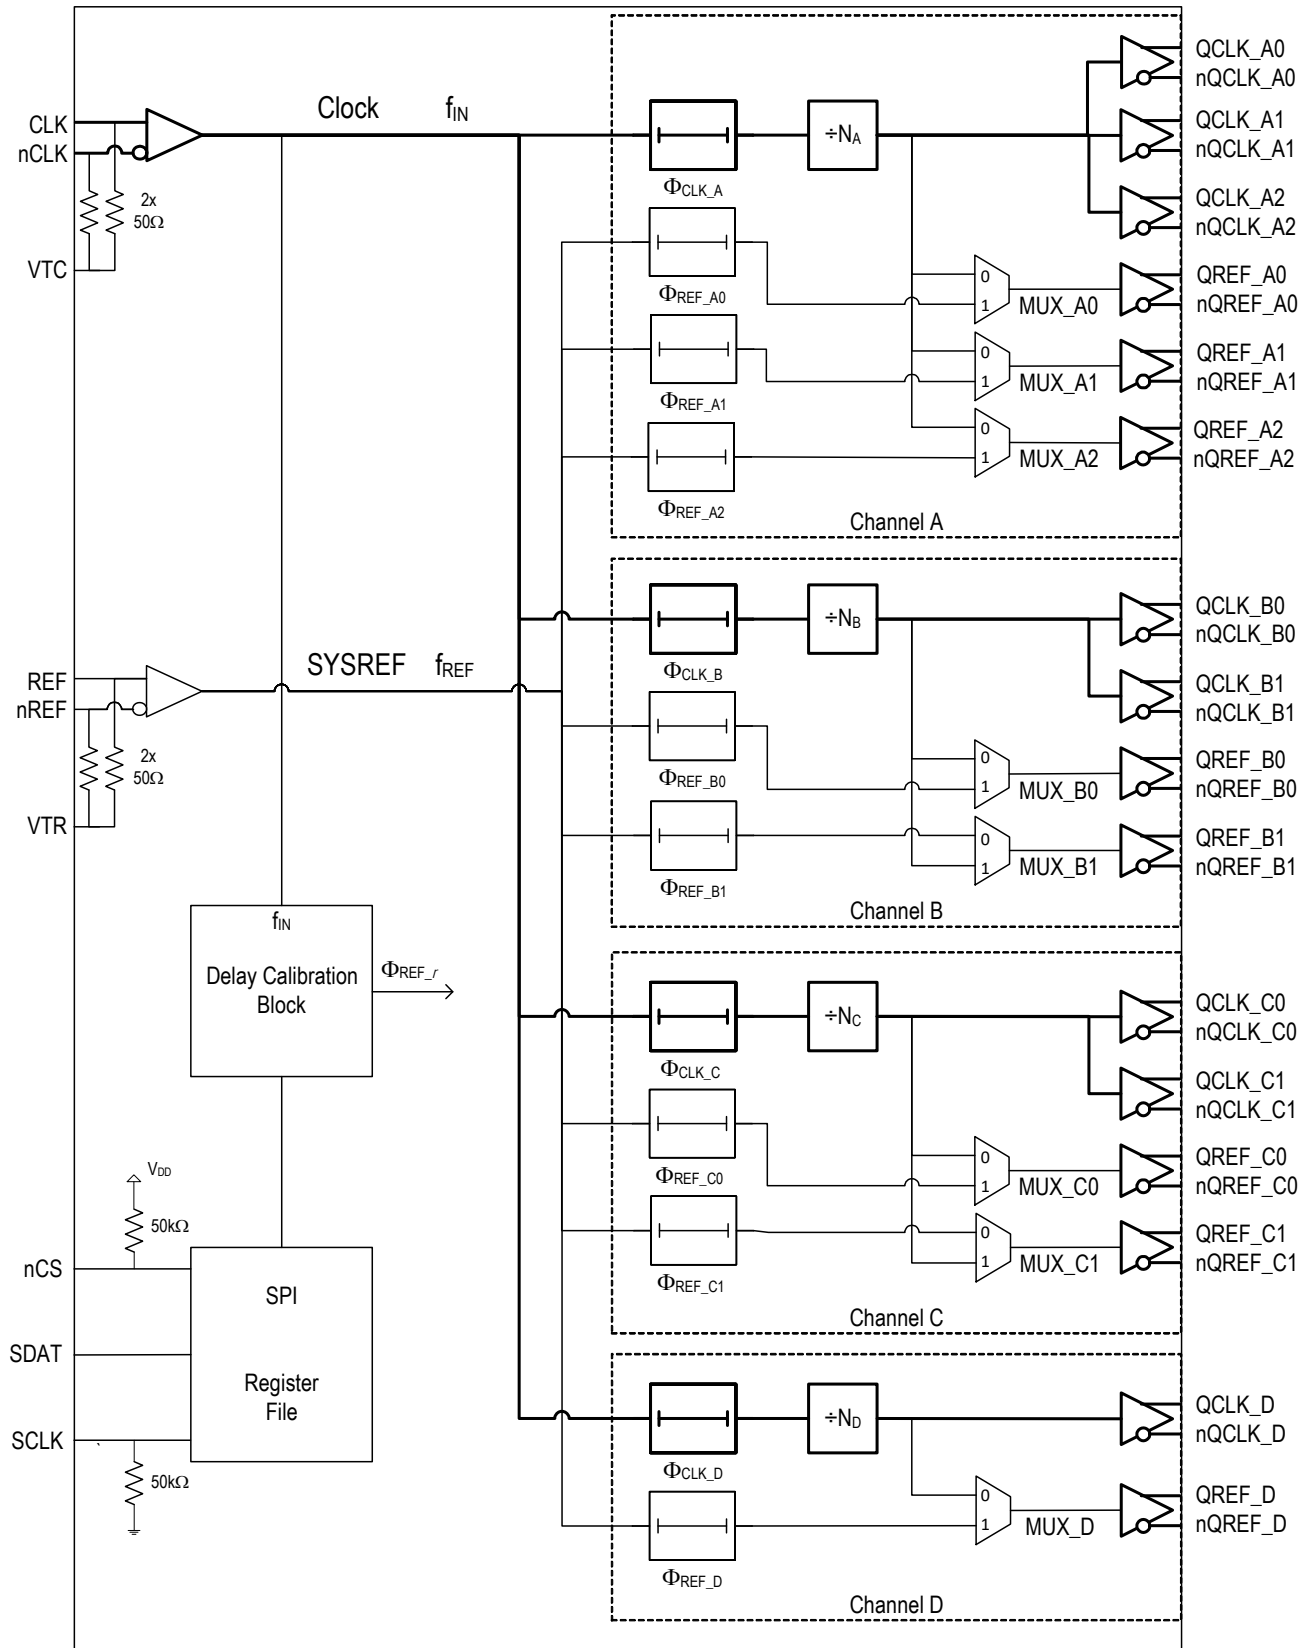 CLK
nCLK
2x
50Ω
VTC
Clock fIN
REF
nREF
2x
50Ω
VTR
SYSREF fREF
fIN
Delay Calibration
Block
ΦREF_r
VDD
50kΩ
nCS
SDAT
SCLK
50kΩ
SPI
Register
File
ΦCLK_A
÷NA
ΦREF_A0
ΦREF_A1
ΦREF_A2
0
1
MUX_A0
0
1
MUX_A1
0
1
MUX_A2
QCLK_A0
nQCLK_A0
QCLK_A1
nQCLK_A1
QCLK_A2
nQCLK_A2
QREF_A0
nQREF_A0
QREF_A1
nQREF_A1
QREF_A2
nQREF_A2
Channel A
ΦCLK_B
÷NB
ΦREF_B0
ΦREF_B1
0
1
MUX_B0
0
1
MUX_B1
QCLK_B0
nQCLK_B0
QCLK_B1
nQCLK_B1
QREF_B0
nQREF_B0
QREF_B1
nQREF_B1
Channel B
ΦCLK_C
÷NC
ΦREF_C0
ΦREF_C1
0
1
MUX_C0
0
1
MUX_C1
QCLK_C0
nQCLK_C0
QCLK_C1
nQCLK_C1
QREF_C0
nQREF_C0
QREF_C1
nQREF_C1
Channel C
ΦCLK_D
÷ND
ΦREF_D
0
1
MUX_D
QCLK_D
nQCLK_D
QREF_D
nQREF_D
Channel D